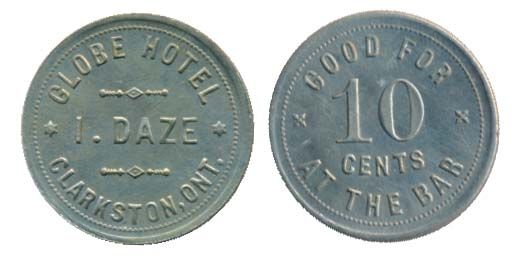 GLOBE HOTEL
I. DAZE
CLARKSTON, ONT.
GOOD FOR
10
CENTS
AT THE BAR